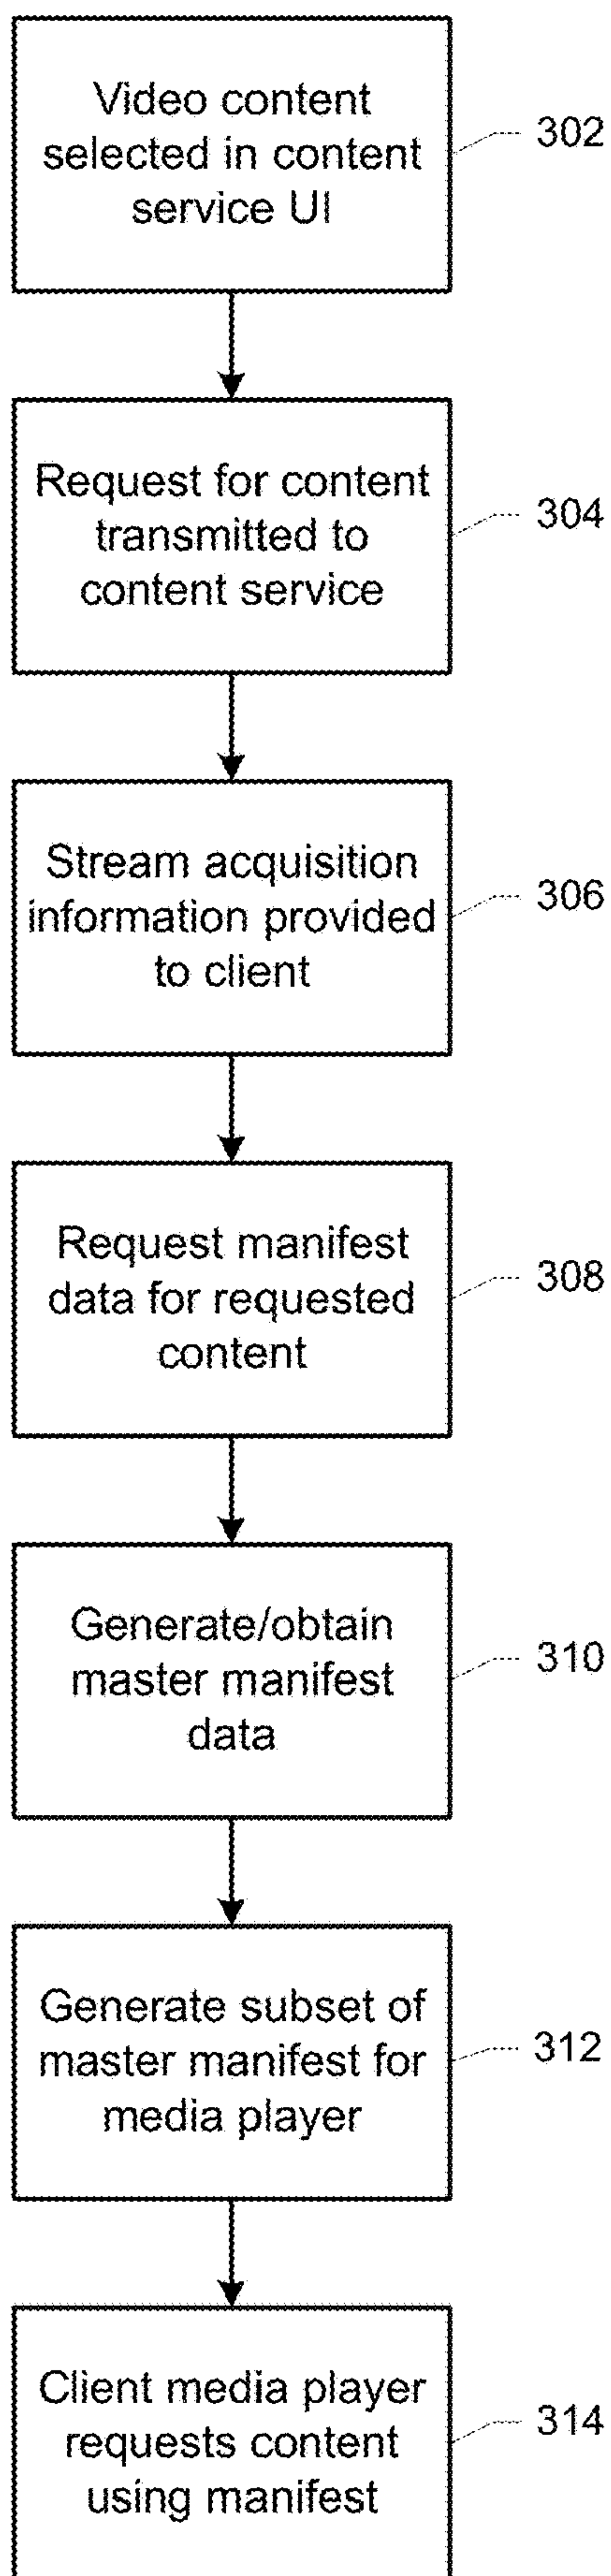 Video content
selected in content
service UI
302
Request for content
transmitted to
content service
304
Stream acquisition
information provided
to client
306
Request manifest
data for requested
content
308
Generate/obtain
master manifest
data
310
Generate subset of
master manifest for
media player
312
Client media player
requests content
using manifest
314